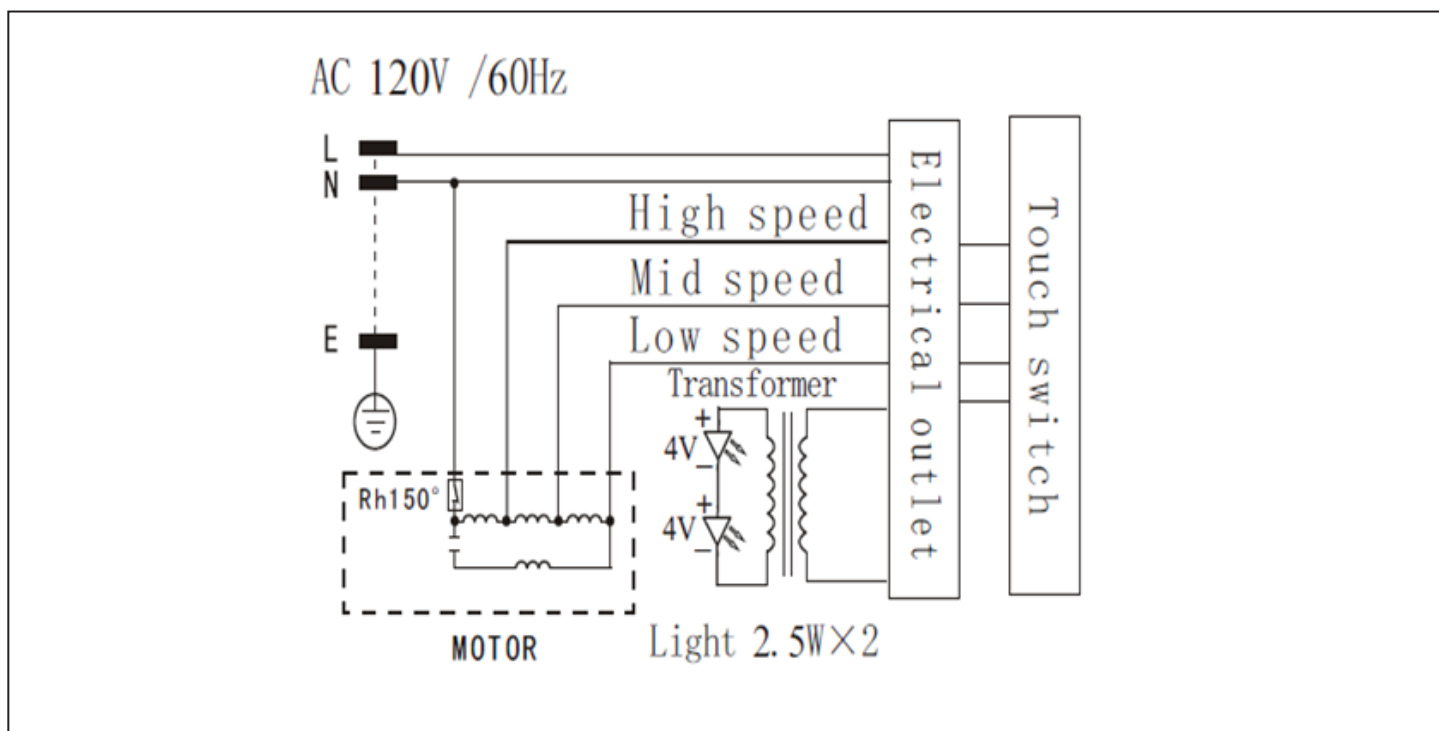 AC 120V /60Hz
L
N
E
High speed
Mid speed
Low speed
Transformer
+
4V
−
+
4V
−
Rh150°
MOTOR
Light 2.5W×2
Electrical outlet
Touch switch